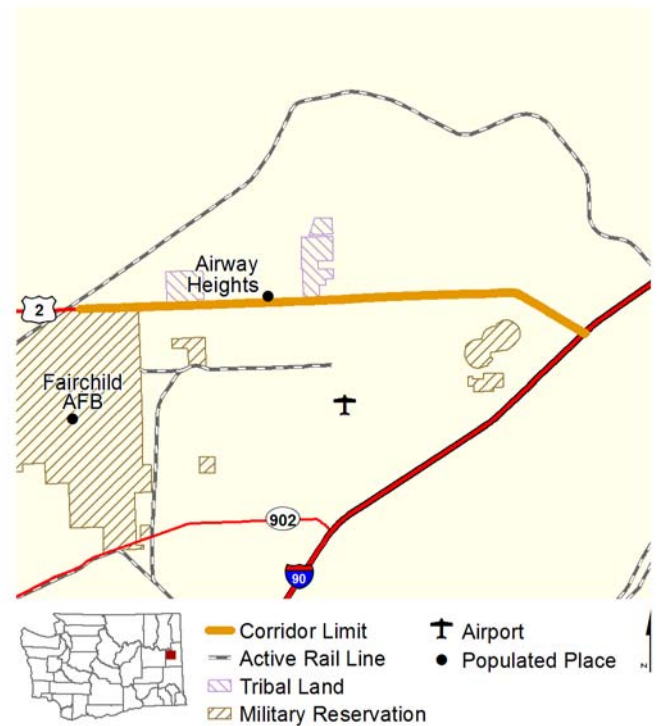 Airway
Heights
2
Fairchild
AFB
902
90
Corridor Limit
Active Rail Line
Tribal Land
Military Reservation
Airport
Populated Place
N